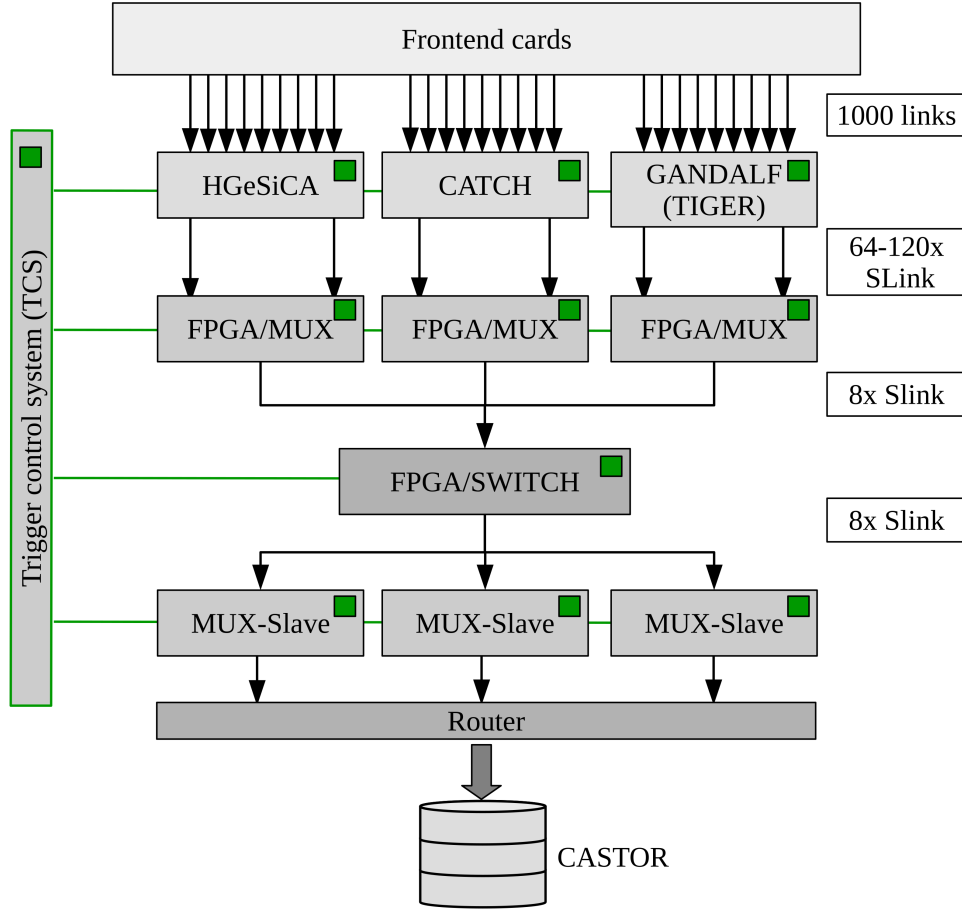 Frontend cards
1000 links
HGeSiCA
CATCH
GANDALF
(TIGER)
64-120x
SLink
Trigger control system (TCS)
FPGA/MUX
FPGA/MUX
FPGA/MUX
8x Slink
FPGA/SWITCH
8x Slink
MUX-Slave
MUX-Slave
MUX-Slave
Router
CASTOR